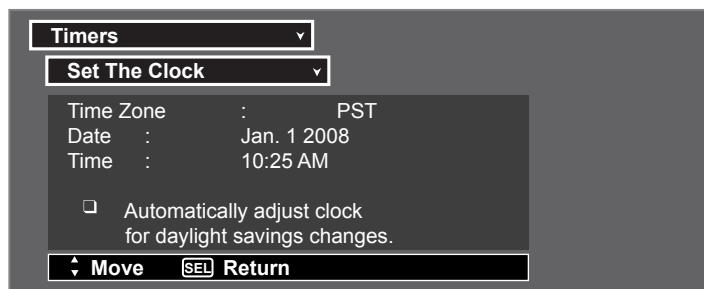 Timers
Set The Clock
Time Zone : PST
Date : Jan. 1 2008
Time : 10:25 AM
Automatically adjust clock
for daylight savings changes.
Move SEL Return